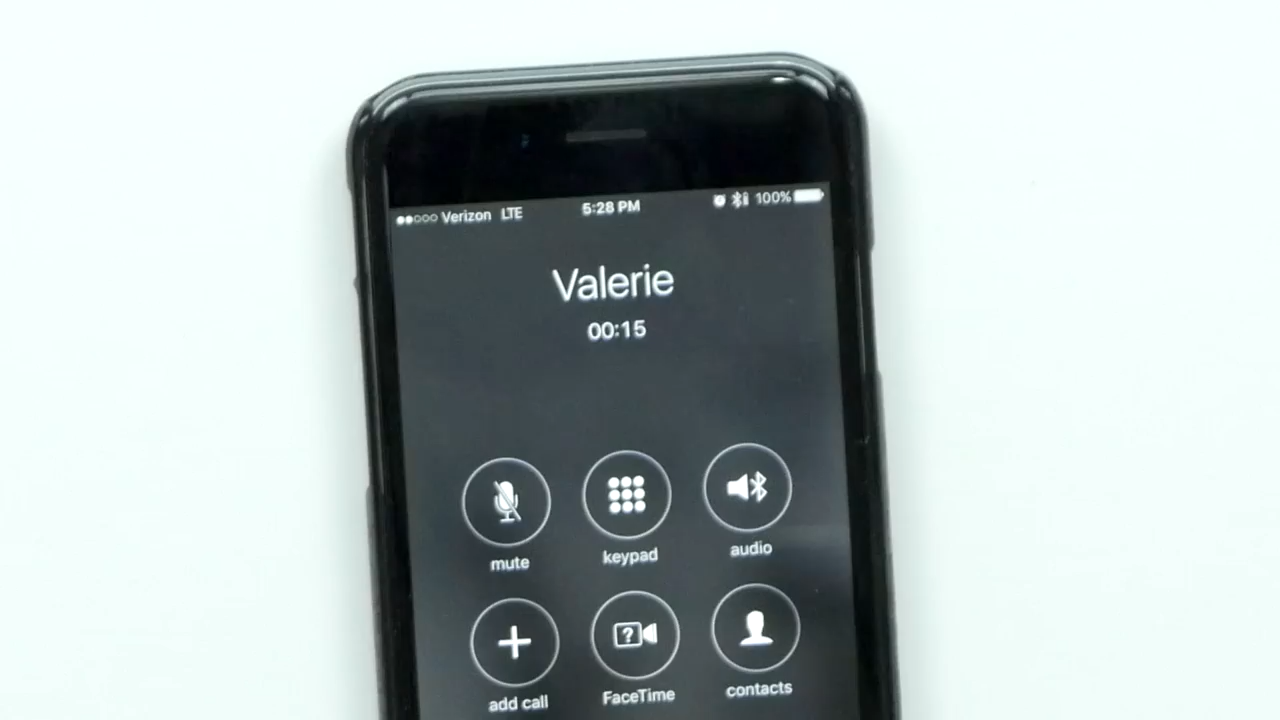 Verizon LTE 5:28 PM 100%
Valerie
00:15
mute keypad audio
add call FaceTime contacts